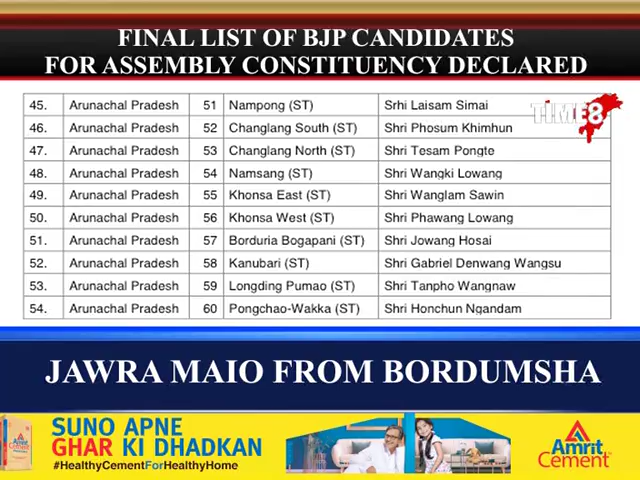 FINAL LIST OF BJP CANDIDATES
FOR ASSEMBLY CONSTITUENCY DECLARED
TIME8
45. Arunachal Pradesh 51 Nampong (ST) Srhi Laisam Simai
46. Arunachal Pradesh 52 Changlang South (ST) Shri Phosum Khimhun
47. Arunachal Pradesh 53 Changlang North (ST) Shri Tesam Pongte
48. Arunachal Pradesh 54 Namsang (ST) Shri Wangki Lowang
49. Arunachal Pradesh 55 Khonsa East (ST) Shri Wanglam Sawin
50. Arunachal Pradesh 56 Khonsa West (ST) Shri Phawang Lowang
51. Arunachal Pradesh 57 Borduria Bogapani (ST) Shri Jowang Hosai
52. Arunachal Pradesh 58 Kanubari (ST) Shri Gabriel Denwang Wangsu
53. Arunachal Pradesh 59 Longding Pumao (ST) Shri Tanpho Wangnaw
54. Arunachal Pradesh 60 Pongchao-Wakka (ST) Shri Honchun Ngandam
JAWRA MAIO FROM BORDUMSHA
SUNO APNE
GHAR KI DHADKAN
#HealthyCementForHealthyHome
Amrit
Cement